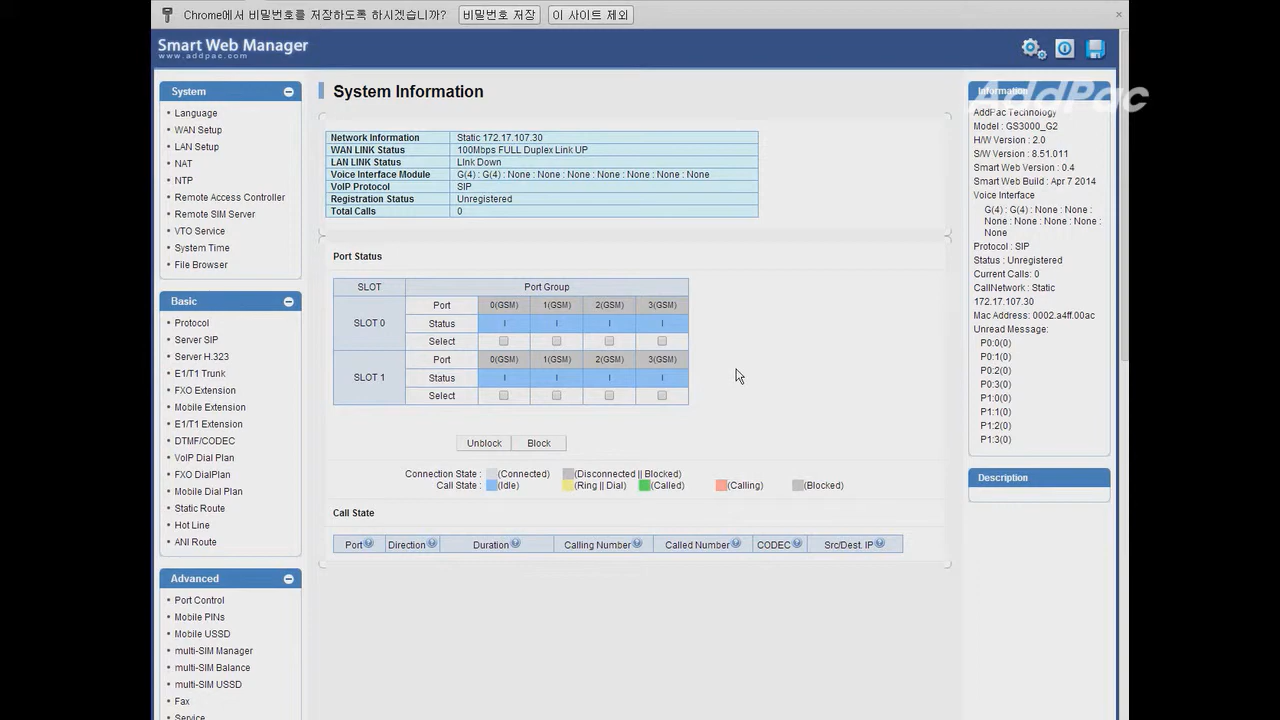 Chrome에서 비밀번호를 저장하도록 하시겠습니까? 비밀번호 저장 이 사이트 제외 ×
Smart Web Manager
www.addpac.com
System
Language
WAN Setup
LAN Setup
NAT
NTP
Remote Access Controller
Remote SIM Server
VTO Service
System Time
File Browser
Basic
Protocol
Server SIP
Server H.323
E1/T1 Trunk
FXO Extension
Mobile Extension
E1/T1 Extension
DTMF/CODEC
VoIP Dial Plan
FXO DialPlan
Mobile Dial Plan
Static Route
Hot Line
ANI Route
Advanced
Port Control
Mobile PINs
Mobile USSD
multi-SIM Manager
multi-SIM Balance
multi-SIM USSD
Fax
Service
System Information
Network Information Static 172.17.107.30
WAN LINK Status 100Mbps FULL Duplex Link UP
LAN LINK Status LInk Down
Voice Interface Module G(4) : G(4) : None : None : None : None : None : None : None
VoIP Protocol SIP
Registration Status Unregistered
Total Calls 0
Port Status
SLOT Port Group
SLOT 0
Port 0(GSM) 1(GSM) 2(GSM) 3(GSM)
Status I I I I
Select
SLOT 1
Port 0(GSM) 1(GSM) 2(GSM) 3(GSM)
Status I I I I
Select
Unblock Block
Connection State : (Connected) (Disconnected || Blocked)
Call State : (Idle) (Ring || Dial) (Called) (Calling) (Blocked)
Call State
Port Direction Duration Calling Number Called Number CODEC Src/Dest. IP
AddPac
Information
AddPac Technology
Model : GS3000_G2
H/W Version : 2.0
S/W Version : 8.51.011
Smart Web Version : 0.4
Smart Web Build : Apr 7 2014
Voice Interface
G(4) : G(4) : None : None :
None : None : None : None :
None
Protocol : SIP
Status : Unregistered
Current Calls: 0
CallNetwork : Static
172.17.107.30
Mac Address: 0002.a4ff.00ac
Unread Message:
P0:0(0)
P0:1(0)
P0:2(0)
P0:3(0)
P1:0(0)
P1:1(0)
P1:2(0)
P1:3(0)
Description